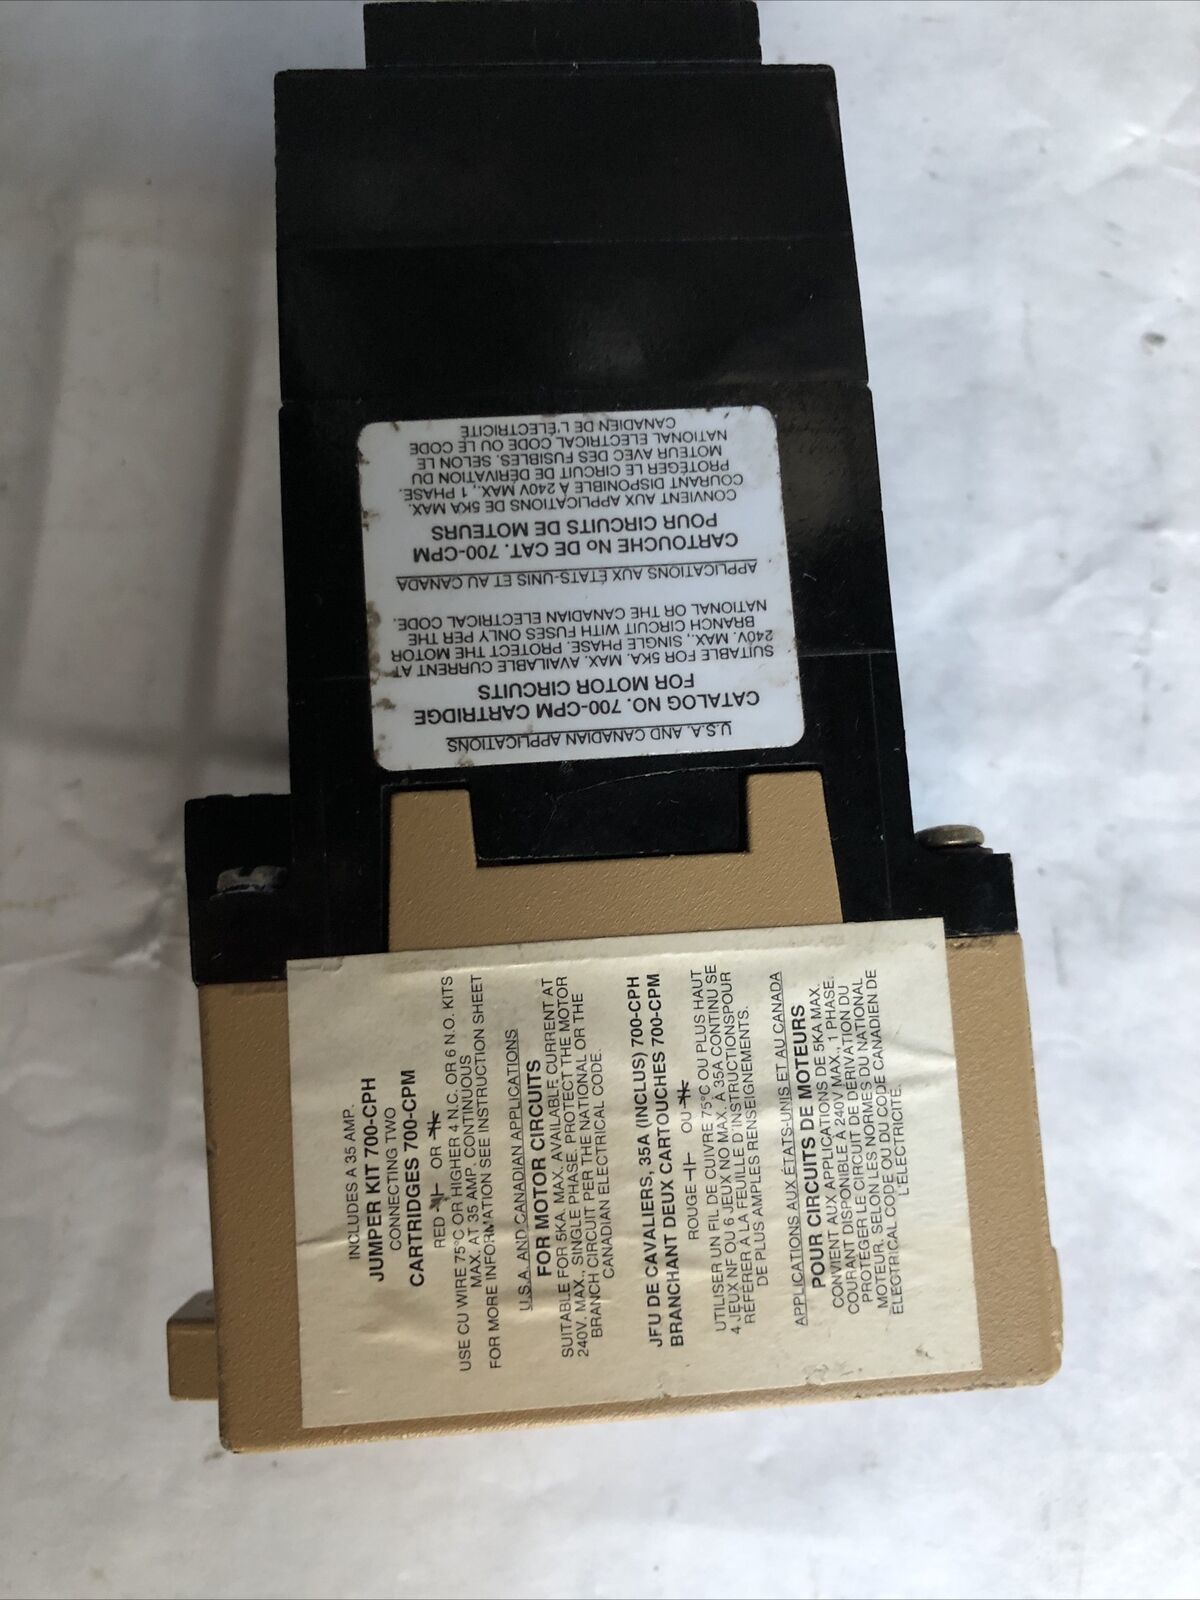 U.S.A. AND CANADIAN APPLICATIONS
CATALOG NO. 700-CPM CARTRIDGE
FOR MOTOR CIRCUITS
SUITABLE FOR 5KA. MAX. AVAILABLE CURRENT AT
240V. MAX., SINGLE PHASE. PROTECT THE MOTOR
BRANCH CIRCUIT WITH FUSES ONLY PER THE
NATIONAL OR THE CANADIAN ELECTRICAL CODE.
APPLICATIONS AUX ÉTATS-UNIS ET AU CANADA
CARTOUCHE No DE CAT. 700-CPM
POUR CIRCUITS DE MOTEURS
CONVIENT AUX APPLICATIONS DE 5KA MAX.
COURANT DISPONIBLE À 240V MAX., 1 PHASE.
PROTÉGER LE CIRCUIT DE DÉRIVATION DU
MOTEUR AVEC DES FUSIBLES. SELON LE
NATIONAL ELECTRICAL CODE OU LE CODE
CANADIEN DE L'ÉLECTRICITÉ
INCLUDES A 35 AMP.
JUMPER KIT 700-CPH
CONNECTING TWO
CARTRIDGES 700-CPM
RED ⊣⊢ OR
USE CU WIRE 75°C OR HIGHER 4 N.C. OR 6 N.O. KITS
MAX. AT 35 AMP. CONTINUOUS
FOR MORE INFORMATION SEE INSTRUCTION SHEET
U.S.A. AND CANADIAN APPLICATIONS
FOR MOTOR CIRCUITS
SUITABLE FOR 5KA. MAX. AVAILABLE CURRENT AT
240V. MAX., SINGLE PHASE. PROTECT THE MOTOR
BRANCH CIRCUIT PER THE NATIONAL OR THE
CANADIAN ELECTRICAL CODE.
JFU DE CAVALIERS, 35A (INCLUS) 700-CPH
BRANCHANT DEUX CARTOUCHES 700-CPM
ROUGE ⊣⊢ OU
UTILISER UN FIL DE CUIVRE 75°C OU PLUS HAUT
4 JEUX NF OU 6 JEUX NO MAX. À 35A CONTINU SE
RÉFÉRER À LA FEUILLE D'INSTRUCTIONSPOUR
DE PLUS AMPLES RENSEIGNEMENTS.
APPLICATIONS AUX ÉTATS-UNIS ET AU CANADA
POUR CIRCUITS DE MOTEURS
CONVIENT AUX APPLICATIONS DE 5KA MAX.
COURANT DISPONIBLE À 240V MAX., 1 PHASE.
PROTÉGER LE CIRCUIT DE DÉRIVATION DU
MOTEUR, SELON LES NORMES DU NATIONAL
ELECTRICAL CODE OU DU CODE CANADIEN DE
L'ÉLECTRICITÉ.